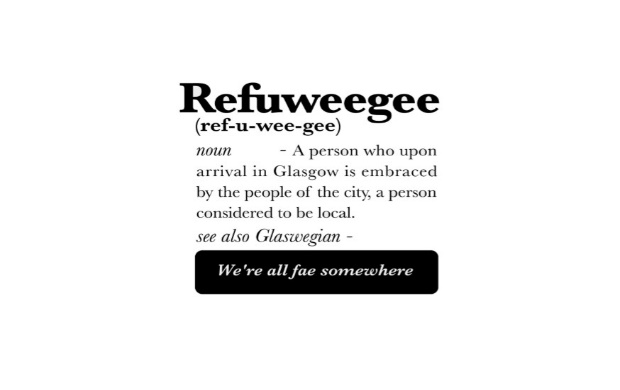 Refuweegee
(ref-u-wee-gee)
noun - A person who upon
arrival in Glasgow is embraced
by the people of the city, a person
considered to be local.
see also Glaswegian -
We're all fae somewhere